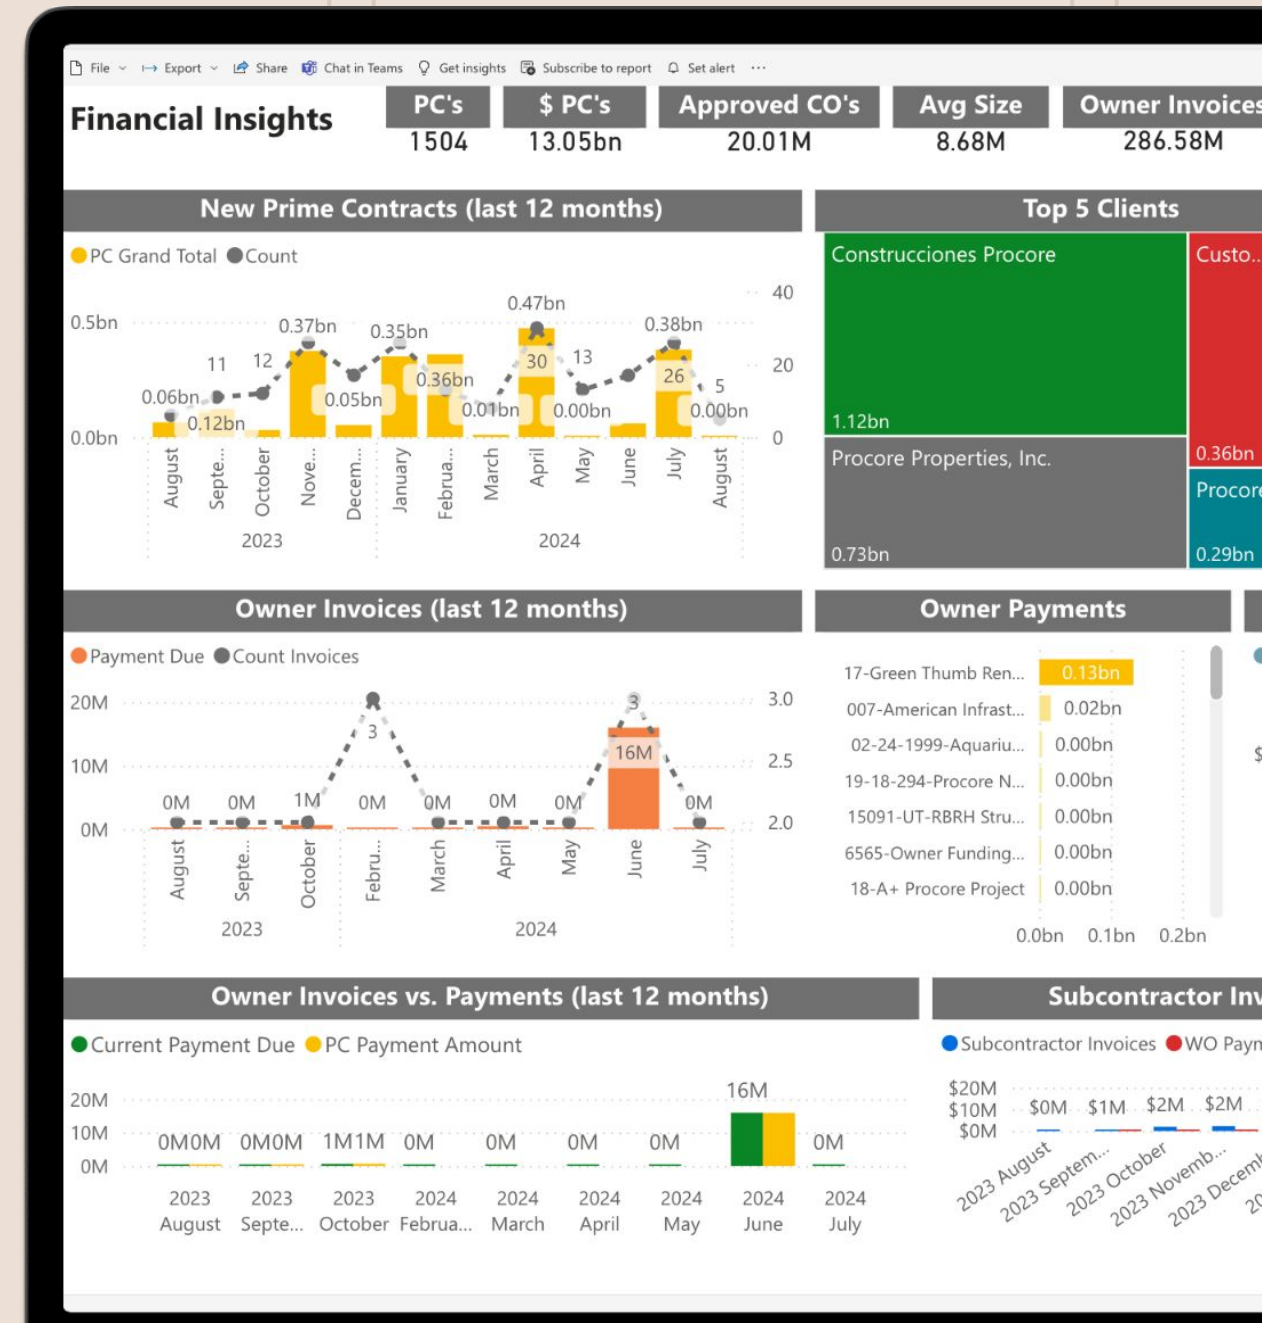 File Export Share Chat in Teams Get insights Subscribe to report Set alert ...
Financial Insights
PC's $ PC's Approved CO's Avg Size Owner Invoices
1504 13.05bn 20.01M 8.68M 286.58M
New Prime Contracts (last 12 months)
PC Grand Total Count
0.5bn
0.0bn
40
20
0
0.06bn 0.12bn 0.37bn 0.05bn 0.35bn 0.36bn 0.01bn 0.47bn 0.00bn 0.38bn 0.00bn
11 12 30 13 26 5
August Septe... October Nove... Decem... January Februa... March April May June July August
2023 2024
Top 5 Clients
Construcciones Procore
1.12bn
Procore Properties, Inc.
0.73bn
Custo...
0.36bn
Procore
0.29bn
Owner Invoices (last 12 months)
Payment Due Count Invoices
20M
10M
0M
3.0
2.5
2.0
0M 0M 1M 0M 0M 0M 0M 16M 0M
3 3
August Septe... October Febru... March April May June July
2023 2024
Owner Payments
17-Green Thumb Ren... 0.13bn
007-American Infrast... 0.02bn
02-24-1999-Aquariu... 0.00bn
19-18-294-Procore N... 0.00bn
15091-UT-RBRH Stru... 0.00bn
6565-Owner Funding... 0.00bn
18-A+ Procore Project 0.00bn
0.0bn 0.1bn 0.2bn
$
Owner Invoices vs. Payments (last 12 months)
Current Payment Due PC Payment Amount
20M
10M
0M
0M0M 0M0M 1M1M 0M 0M 0M 0M 16M 0M
2023 2023 2023 2024 2024 2024 2024 2024 2024
August Septe... October Februa... March April May June July
Subcontractor Inv
Subcontractor Invoices WO Paym
$20M
$10M
$0M
$0M $1M $2M $2M
2023 August 2023 Septem... 2023 October 2023 Novemb... 2023 Decemb